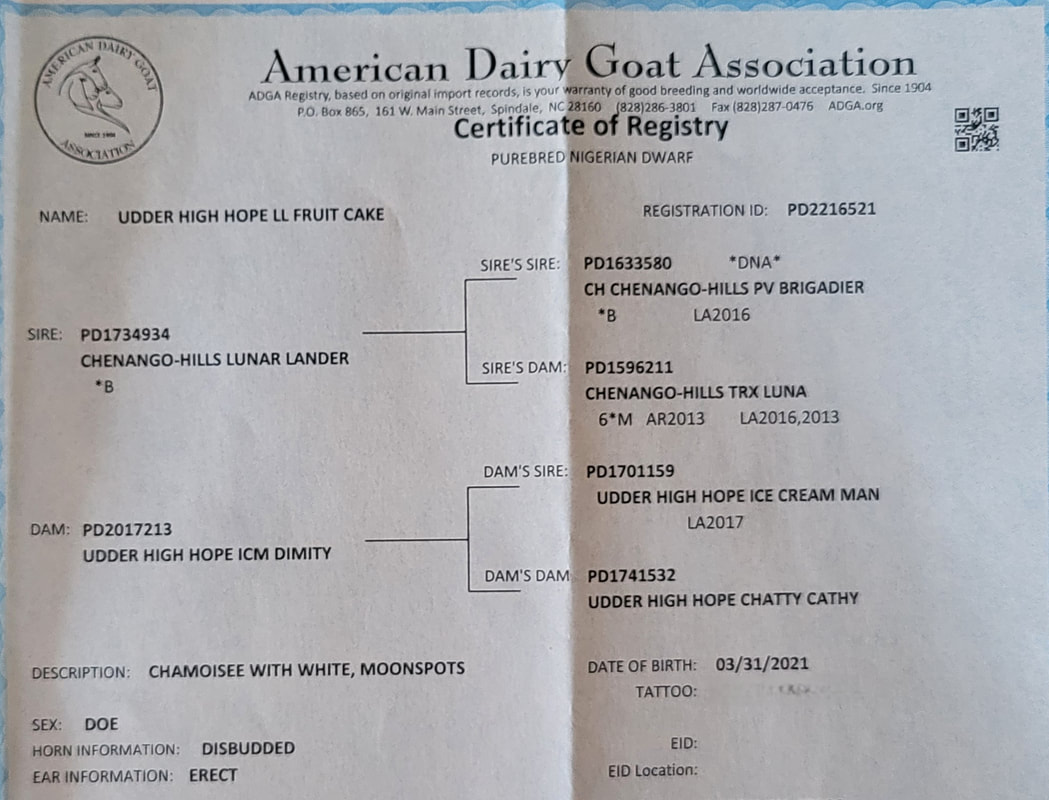 AMERICAN DAIRY GOAT
SINCE 1904
ASSOCIATION
American Dairy Goat Association
ADGA Registry, based on original import records, is your warranty of good breeding and worldwide acceptance. Since 1904
P.O. Box 865, 161 W. Main Street, Spindale, NC 28160 (828)286-3801 Fax (828)287-0476 ADGA.org
Certificate of Registry
PUREBRED NIGERIAN DWARF
NAME: UDDER HIGH HOPE LL FRUIT CAKE
REGISTRATION ID: PD2216521
SIRE'S SIRE: PD1633580 *DNA*
CH CHENANGO-HILLS PV BRIGADIER
*B LA2016
SIRE: PD1734934
CHENANGO-HILLS LUNAR LANDER
*B
SIRE'S DAM: PD1596211
CHENANGO-HILLS TRX LUNA
6*M AR2013 LA2016,2013
DAM'S SIRE: PD1701159
UDDER HIGH HOPE ICE CREAM MAN
LA2017
DAM: PD2017213
UDDER HIGH HOPE ICM DIMITY
DAM'S DAM PD1741532
UDDER HIGH HOPE CHATTY CATHY
DESCRIPTION: CHAMOISEE WITH WHITE, MOONSPOTS
DATE OF BIRTH: 03/31/2021
TATTOO:
SEX: DOE
HORN INFORMATION: DISBUDDED
EAR INFORMATION: ERECT
EID:
EID Location: